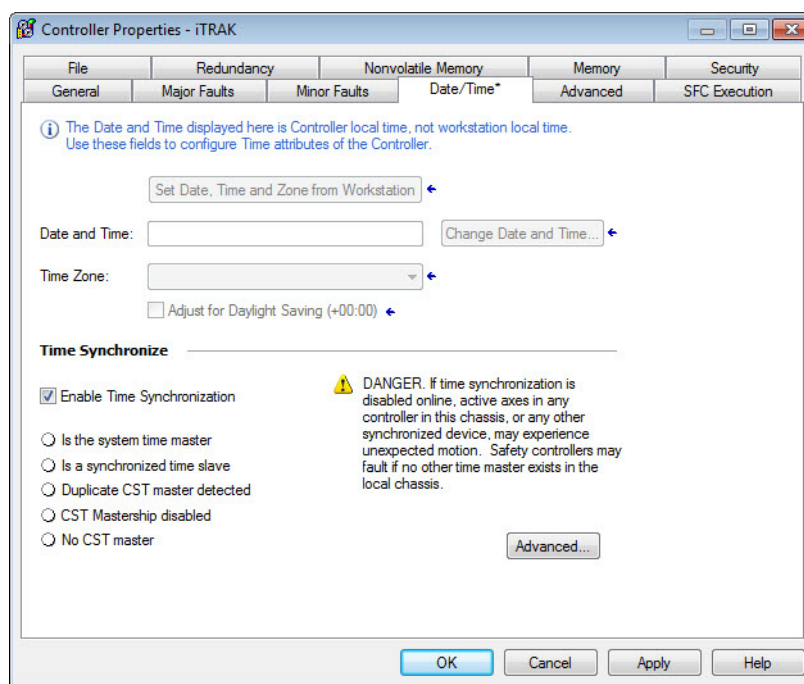 Controller Properties - iTRAK
File Redundancy Nonvolatile Memory Memory Security
General Major Faults Minor Faults Date/Time* Advanced SFC Execution
The Date and Time displayed here is Controller local time, not workstation local time.
Use these fields to configure Time attributes of the Controller.
Set Date, Time and Zone from Workstation
Date and Time: Change Date and Time...
Time Zone:
Adjust for Daylight Saving (+00:00)
Time Synchronize
Enable Time Synchronization
Is the system time master
Is a synchronized time slave
Duplicate CST master detected
CST Mastership disabled
No CST master
DANGER. If time synchronization is
disabled online, active axes in any
controller in this chassis, or any other
synchronized device, may experience
unexpected motion. Safety controllers may
fault if no other time master exists in the
local chassis.
Advanced...
OK Cancel Apply Help